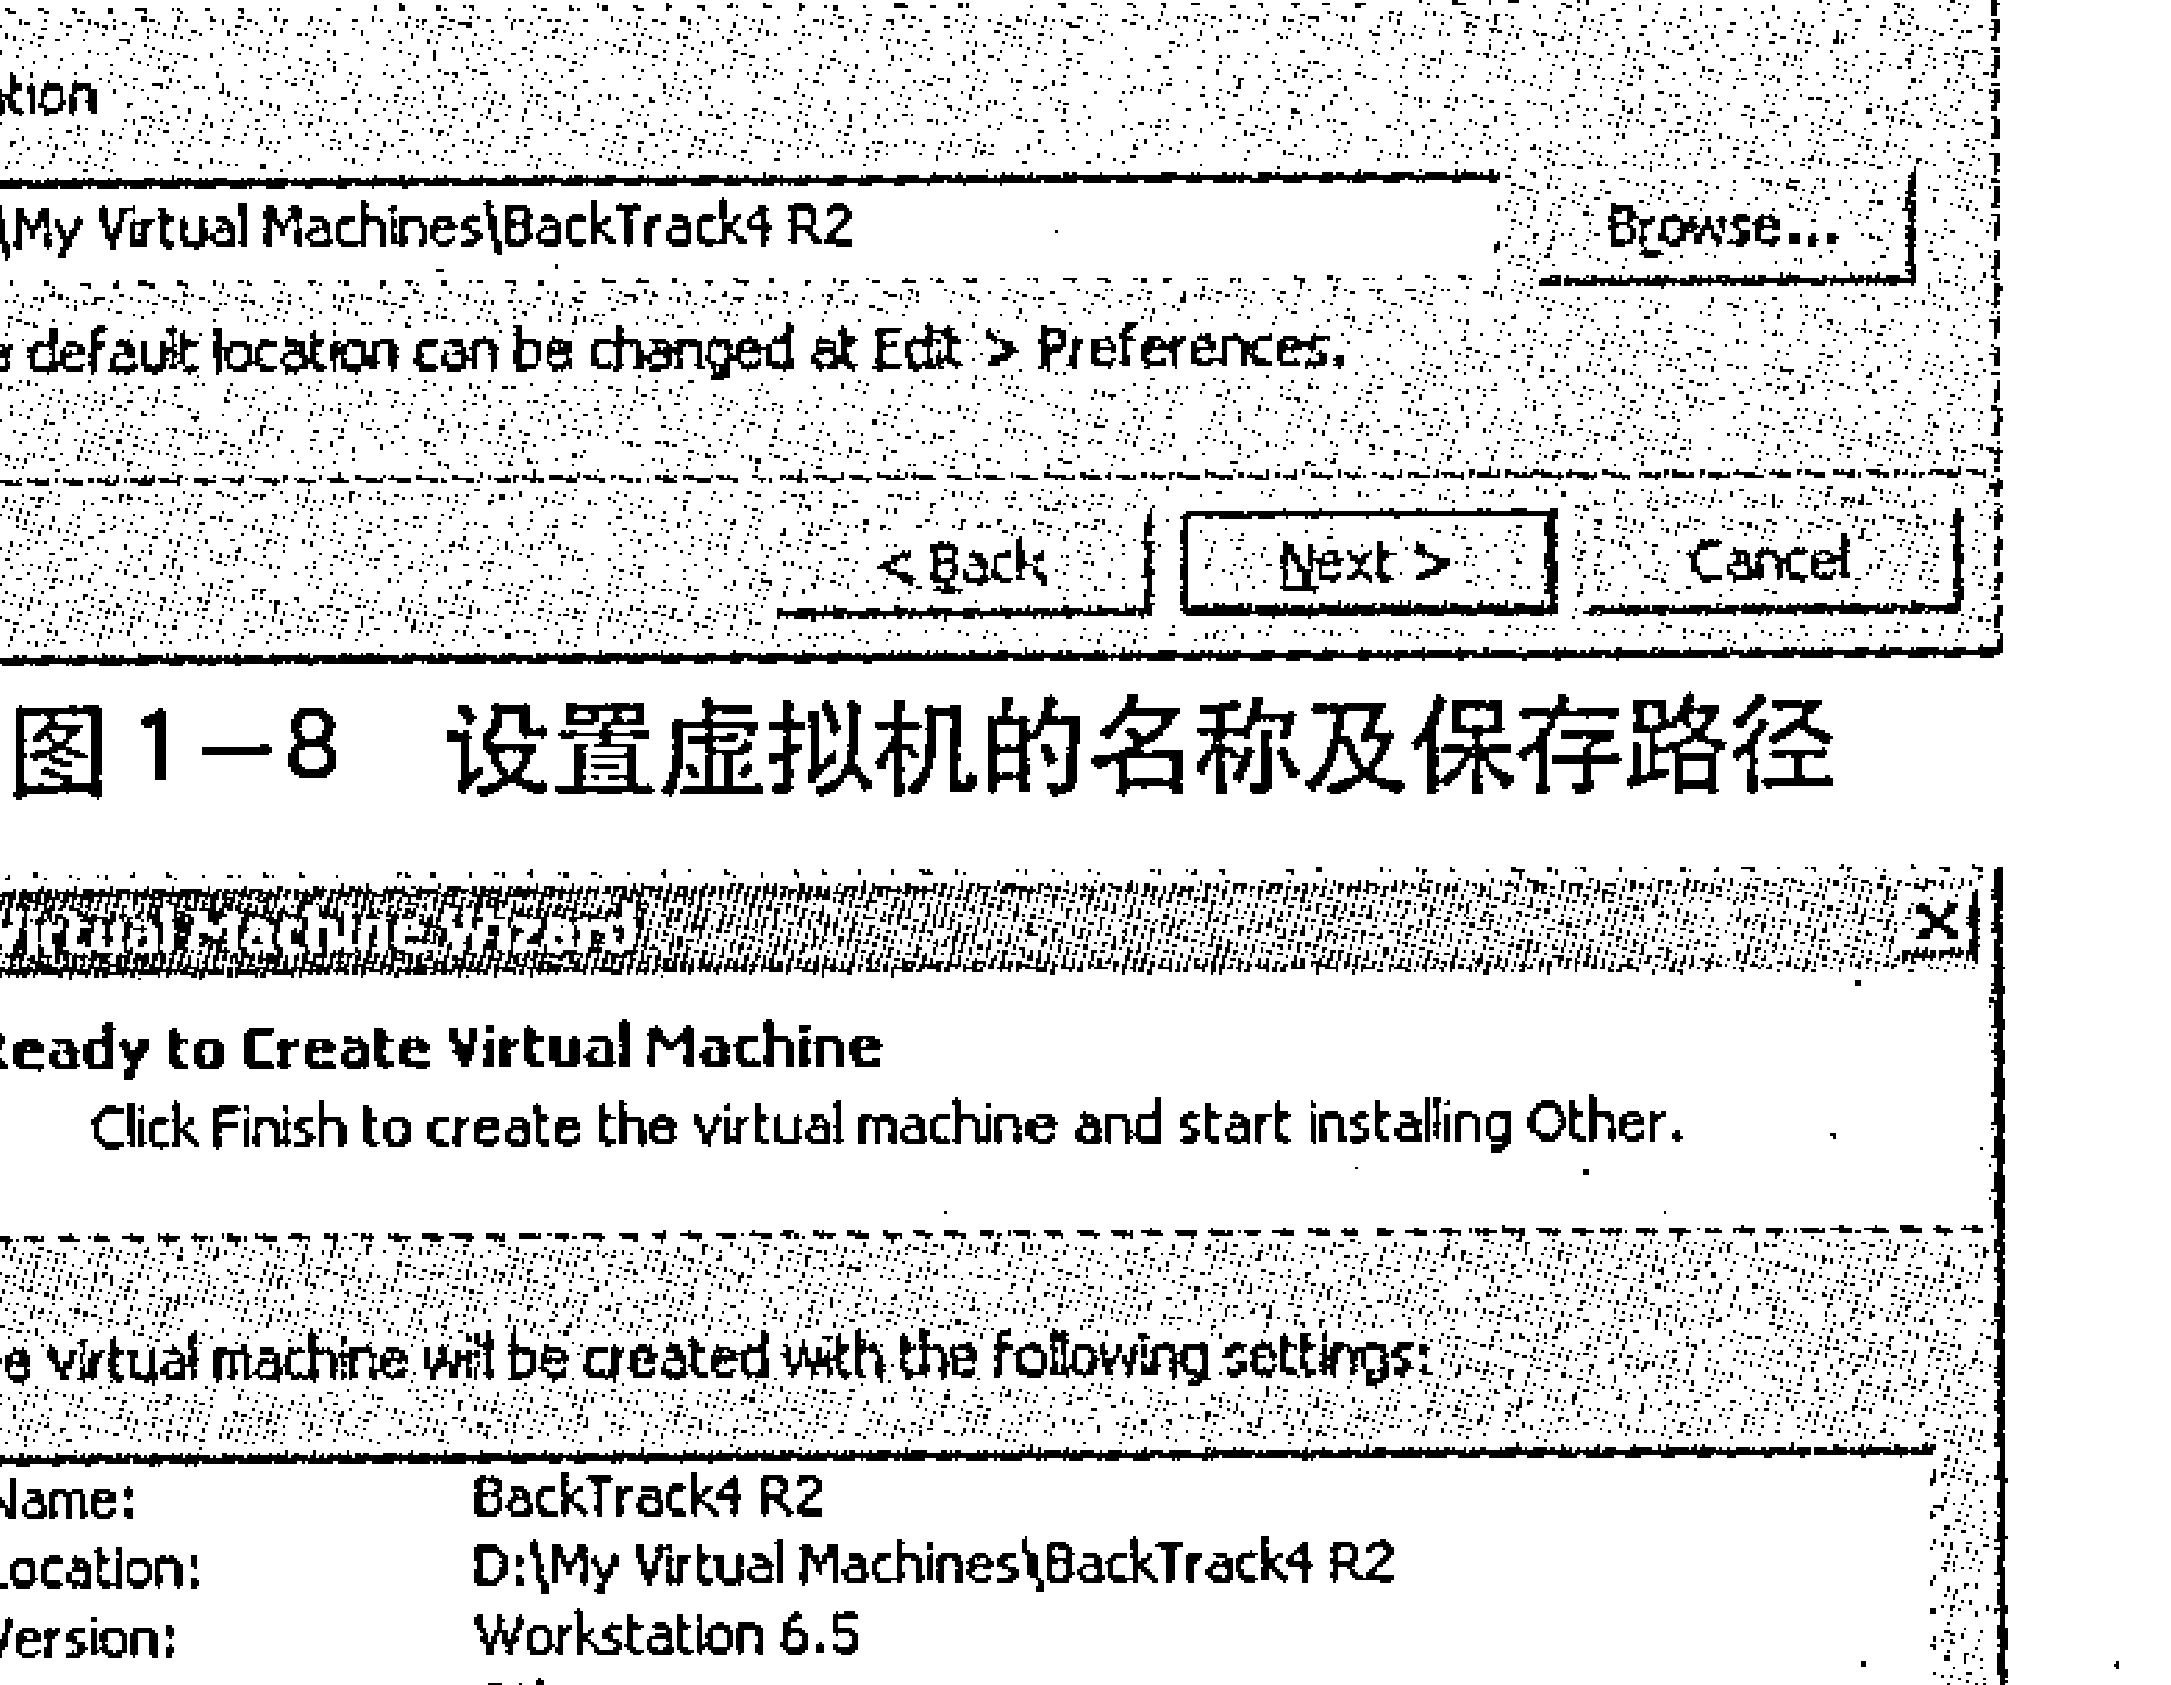 ation
\My Virtual Machines\BackTrack4 R2
Browse...
e default location can be changed at Edit > Preferences.
< Back
Next >
Cancel
图1-8 设置虚拟机的名称及保存路径
Virtual Machine Wizard
Ready to Create Virtual Machine
Click Finish to create the virtual machine and start installing Other.
e virtual machine will be created with the following settings:
Name: BackTrack4 R2
Location: D:\My Virtual Machines\BackTrack4 R2
Version: Workstation 6.5